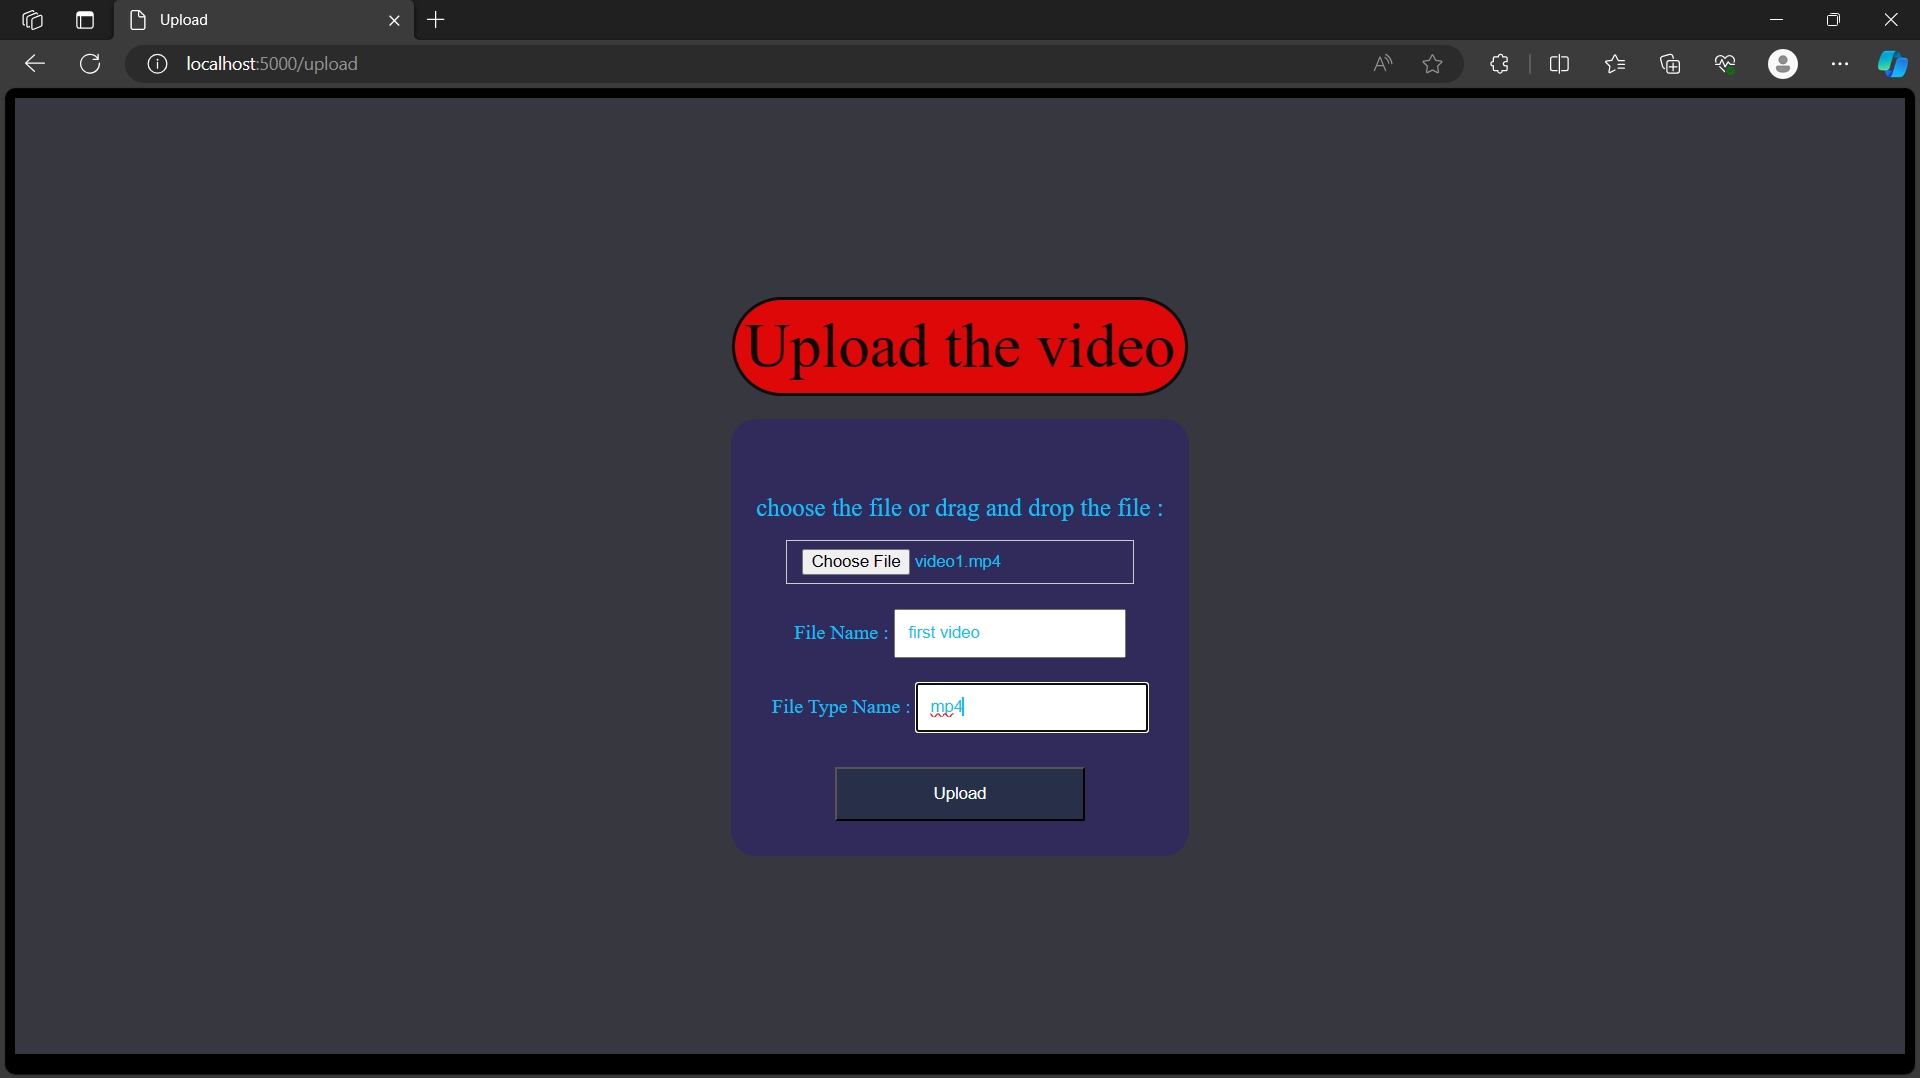 Upload
localhost:5000/upload
Upload the video
choose the file or drag and drop the file :
Choose File video1.mp4
File Name : first video
File Type Name : mp4
Upload